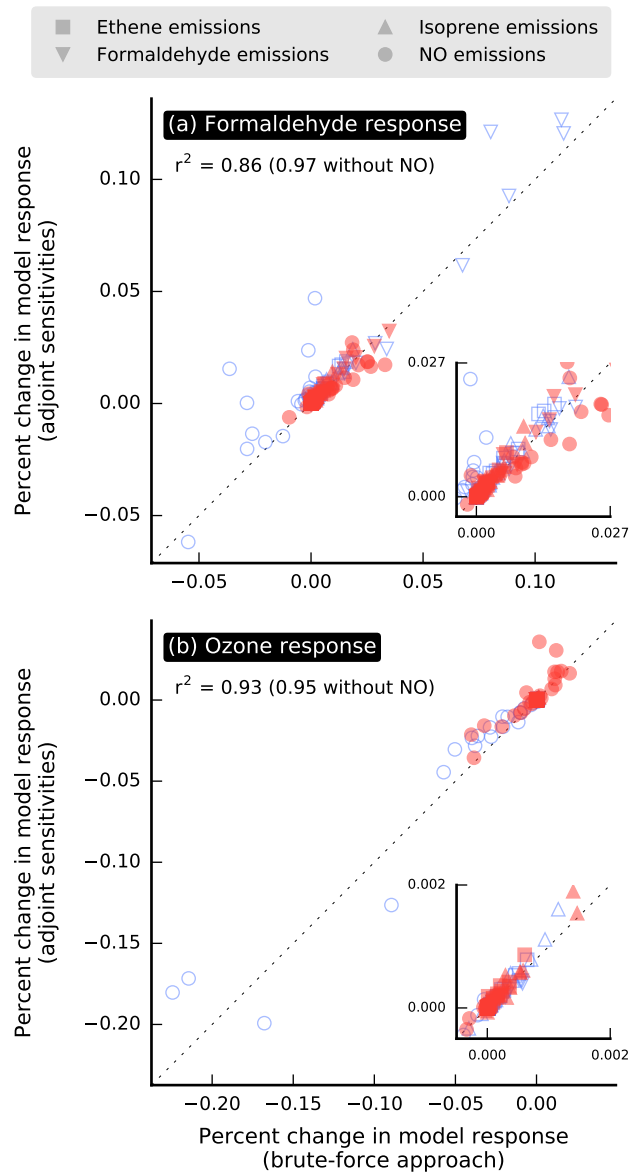 Ethene emissions
Isoprene emissions
Formaldehyde emissions
NO emissions
(a) Formaldehyde response
r² = 0.86 (0.97 without NO)
Percent change in model response
(adjoint sensitivities)
0.10
0.05
0.00
−0.05
−0.05
0.00
0.05
0.10
0.027
0.000
0.000
0.027
(b) Ozone response
r² = 0.93 (0.95 without NO)
Percent change in model response
(adjoint sensitivities)
0.00
−0.05
−0.10
−0.15
−0.20
−0.20
−0.15
−0.10
−0.05
0.00
0.002
0.000
0.000
0.002
Percent change in model response
(brute-force approach)